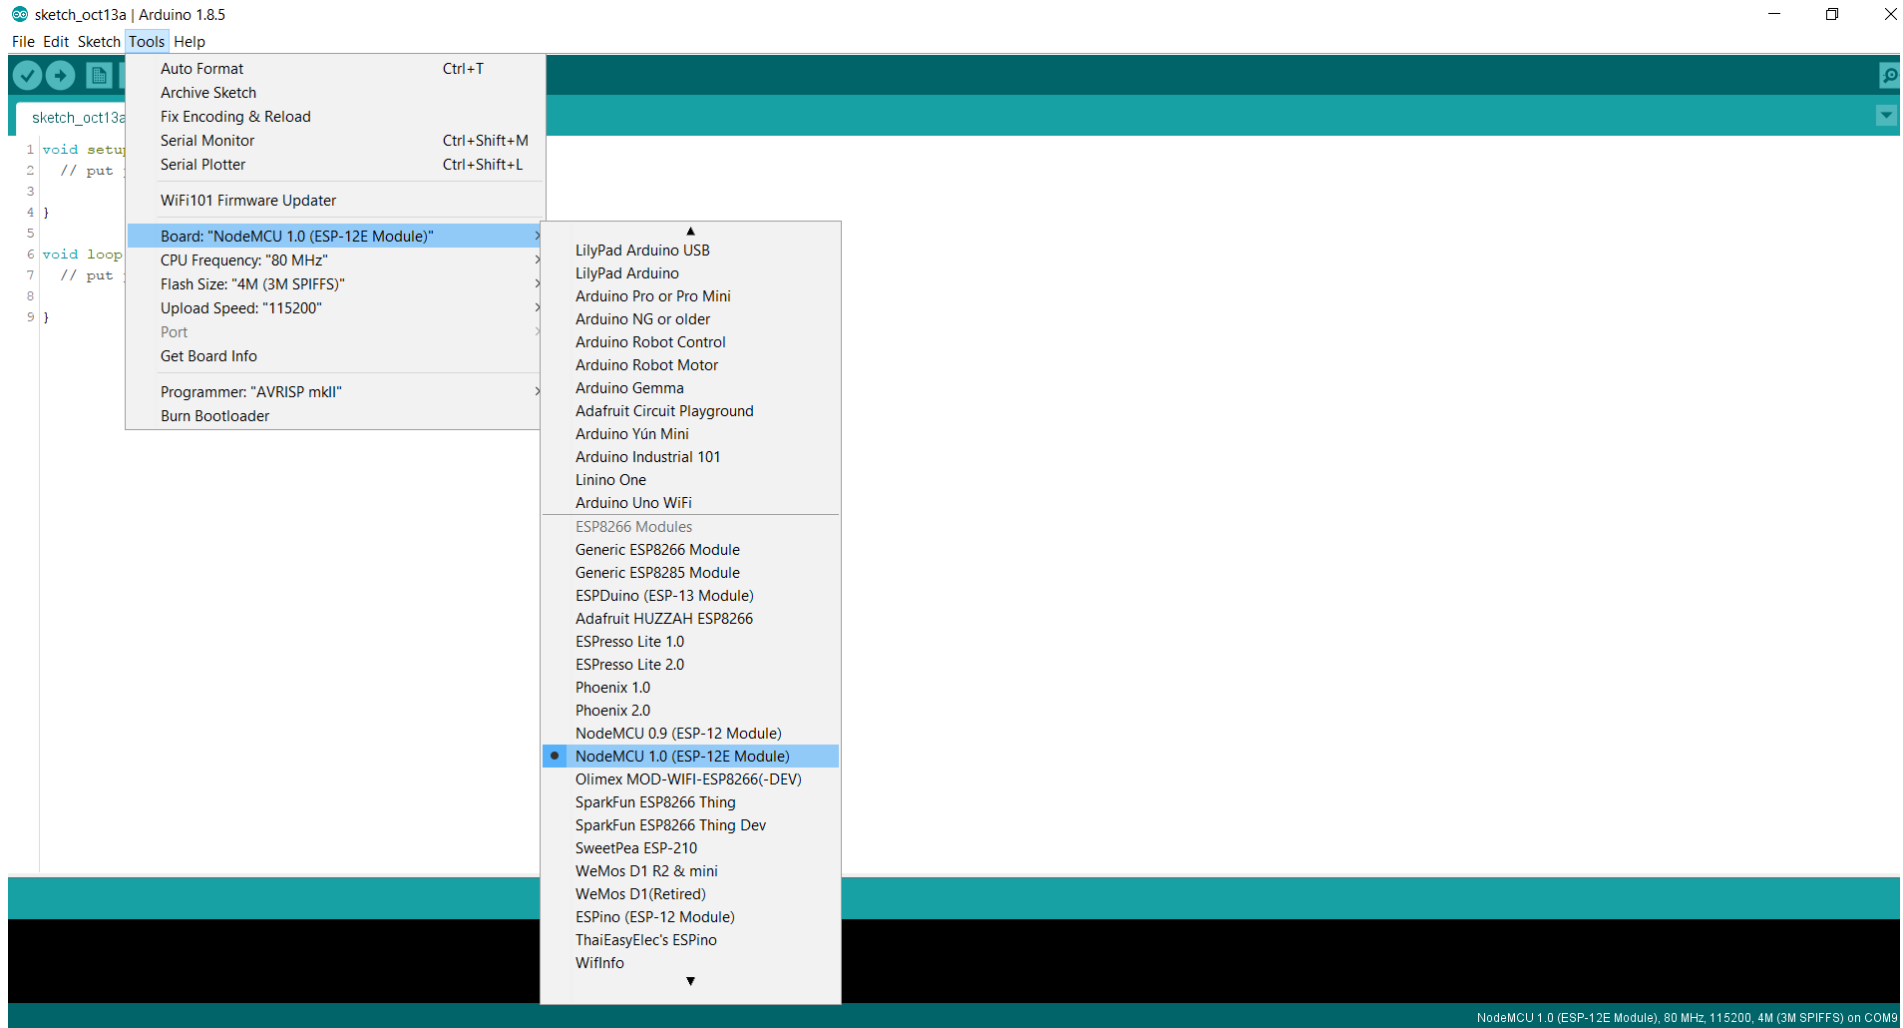 sketch_oct13a | Arduino 1.8.5
File Edit Sketch Tools Help
sketch_oct13a
1 void setup
2 // put
3
4 }
5
6 void loop
7 // put
8
9 }
Auto Format Ctrl+T
Archive Sketch
Fix Encoding & Reload
Serial Monitor Ctrl+Shift+M
Serial Plotter Ctrl+Shift+L
WiFi101 Firmware Updater
Board: "NodeMCU 1.0 (ESP-12E Module)"
CPU Frequency: "80 MHz"
Flash Size: "4M (3M SPIFFS)"
Upload Speed: "115200"
Port
Get Board Info
Programmer: "AVRISP mkII"
Burn Bootloader
LilyPad Arduino USB
LilyPad Arduino
Arduino Pro or Pro Mini
Arduino NG or older
Arduino Robot Control
Arduino Robot Motor
Arduino Gemma
Adafruit Circuit Playground
Arduino Yún Mini
Arduino Industrial 101
Linino One
Arduino Uno WiFi
ESP8266 Modules
Generic ESP8266 Module
Generic ESP8285 Module
ESPDuino (ESP-13 Module)
Adafruit HUZZAH ESP8266
ESPresso Lite 1.0
ESPresso Lite 2.0
Phoenix 1.0
Phoenix 2.0
NodeMCU 0.9 (ESP-12 Module)
NodeMCU 1.0 (ESP-12E Module)
Olimex MOD-WIFI-ESP8266(-DEV)
SparkFun ESP8266 Thing
SparkFun ESP8266 Thing Dev
SweetPea ESP-210
WeMos D1 R2 & mini
WeMos D1(Retired)
ESPino (ESP-12 Module)
ThaiEasyElec's ESPino
WifInfo
NodeMCU 1.0 (ESP-12E Module), 80 MHz, 115200, 4M (3M SPIFFS) on COM9